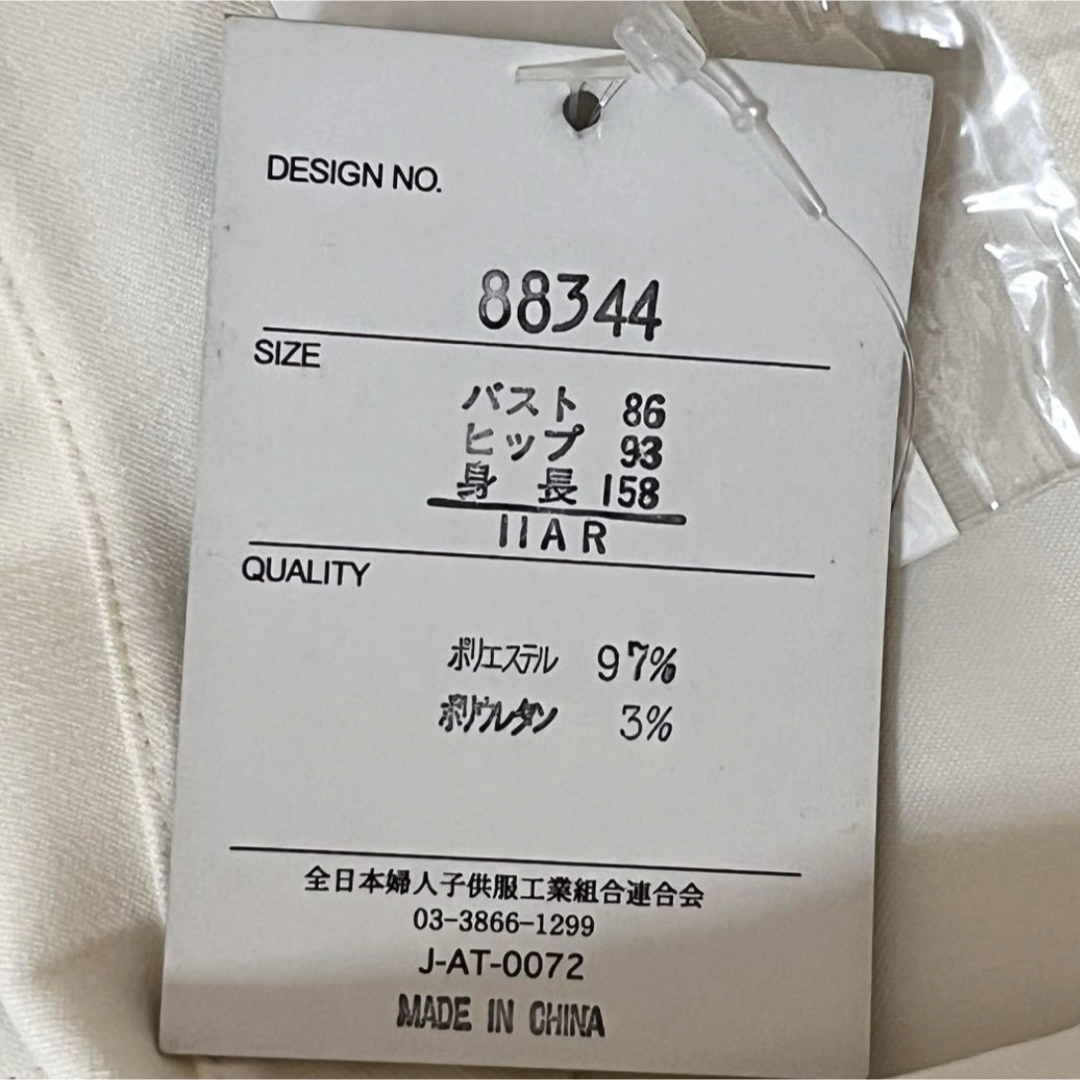 DESIGN NO.
88344
SIZE
バスト 86
ヒップ 93
身長 158
11AR
QUALITY
ポリエステル 97%
ポリウレタン 3%
全日本婦人子供服工業組合連合会
03-3866-1299
J-AT-0072
MADE IN CHINA